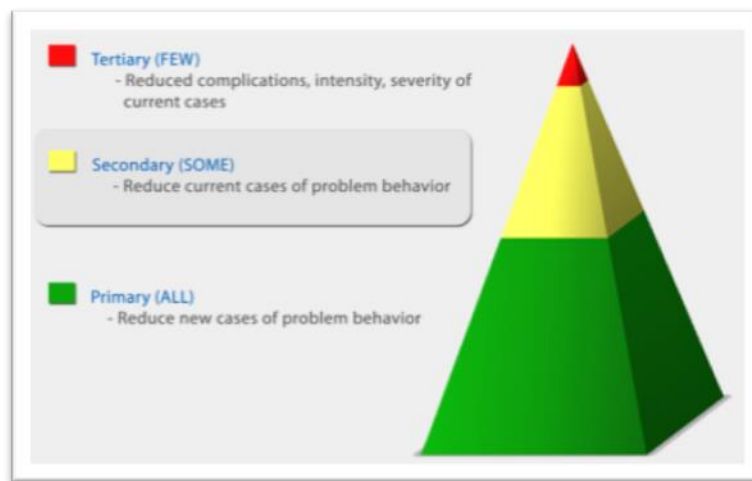 Tertiary (FEW)
- Reduced complications, intensity, severity of
current cases
Secondary (SOME)
- Reduce current cases of problem behavior
Primary (ALL)
- Reduce new cases of problem behavior